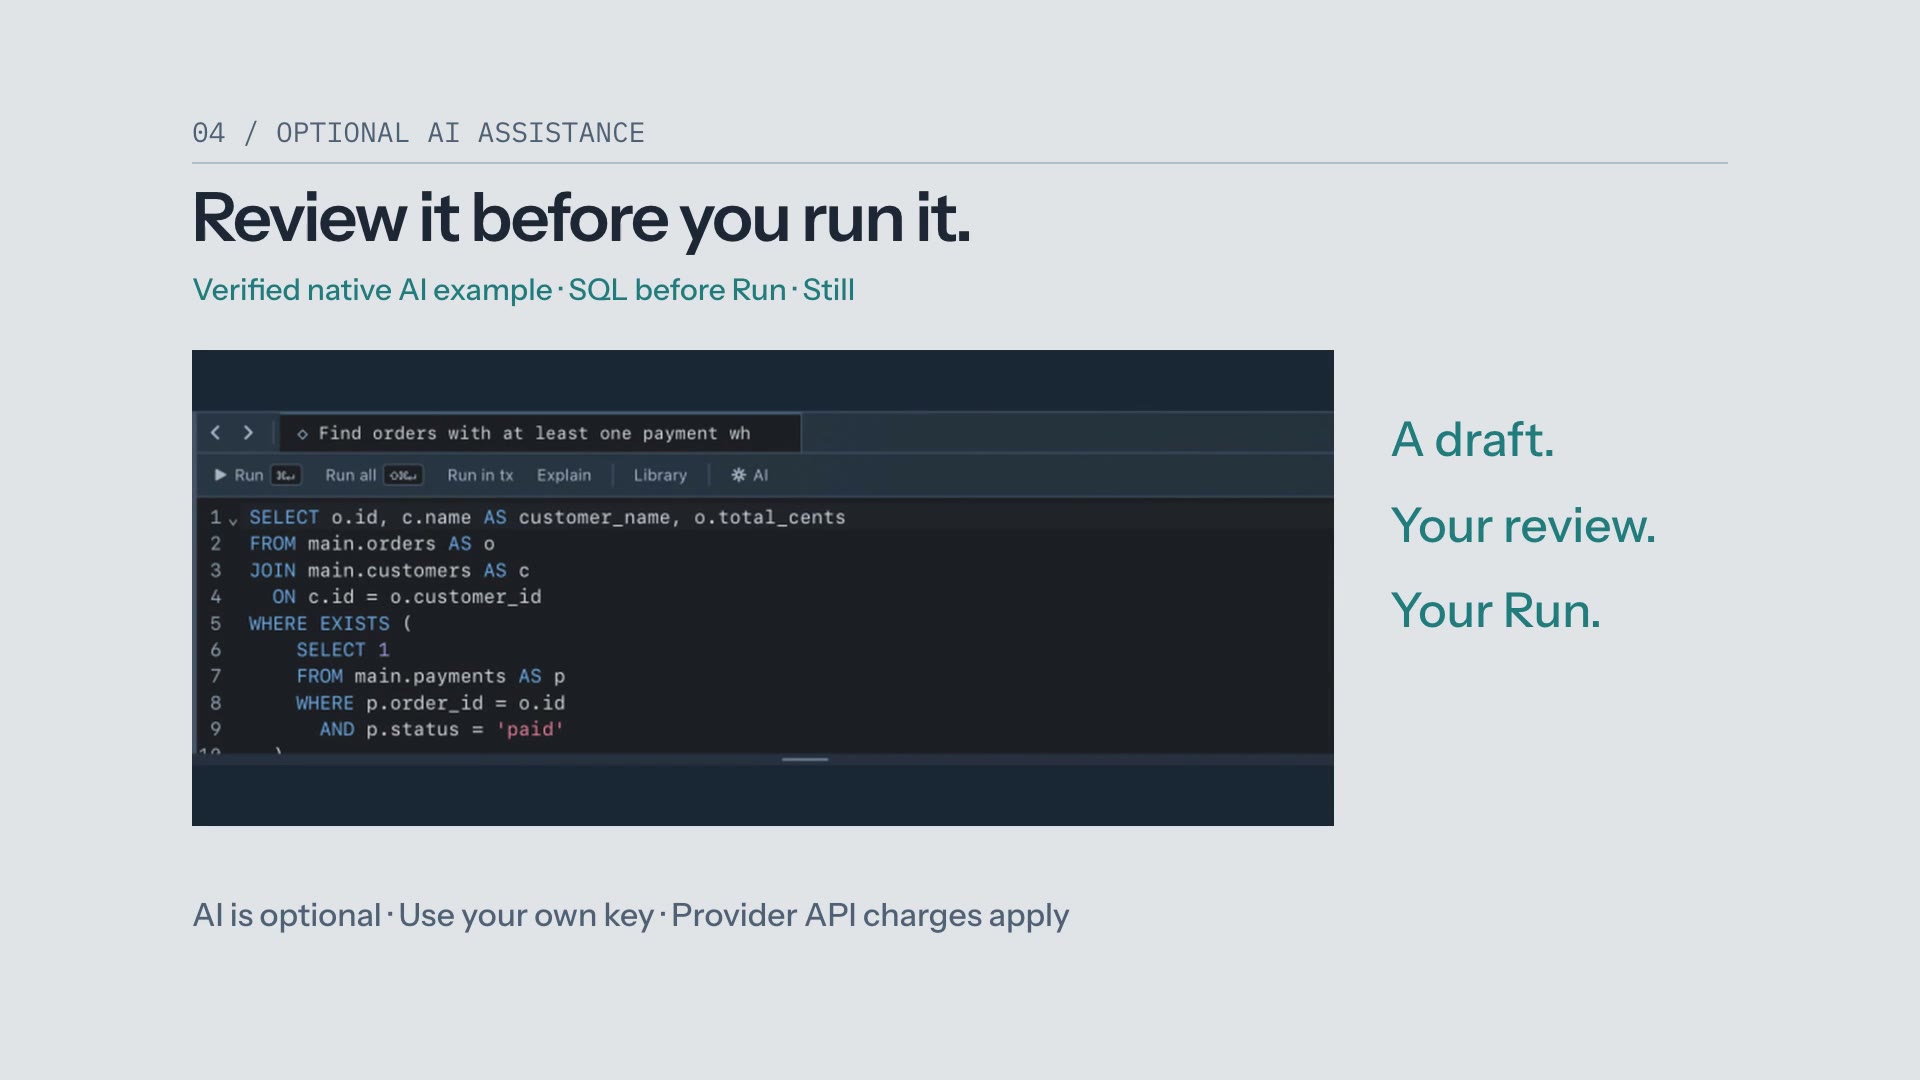 04 / OPTIONAL AI ASSISTANCE
Review it before you run it.
Verified native AI example · SQL before Run · Still
Find orders with at least one payment wh
Run ⌘↵ Run all ⇧⌘↵ Run in tx Explain Library AI
1 SELECT o.id, c.name AS customer_name, o.total_cents
2 FROM main.orders AS o
3 JOIN main.customers AS c
4 ON c.id = o.customer_id
5 WHERE EXISTS (
6 SELECT 1
7 FROM main.payments AS p
8 WHERE p.order_id = o.id
9 AND p.status = 'paid'
10 )
A draft.
Your review.
Your Run.
AI is optional · Use your own key · Provider API charges apply